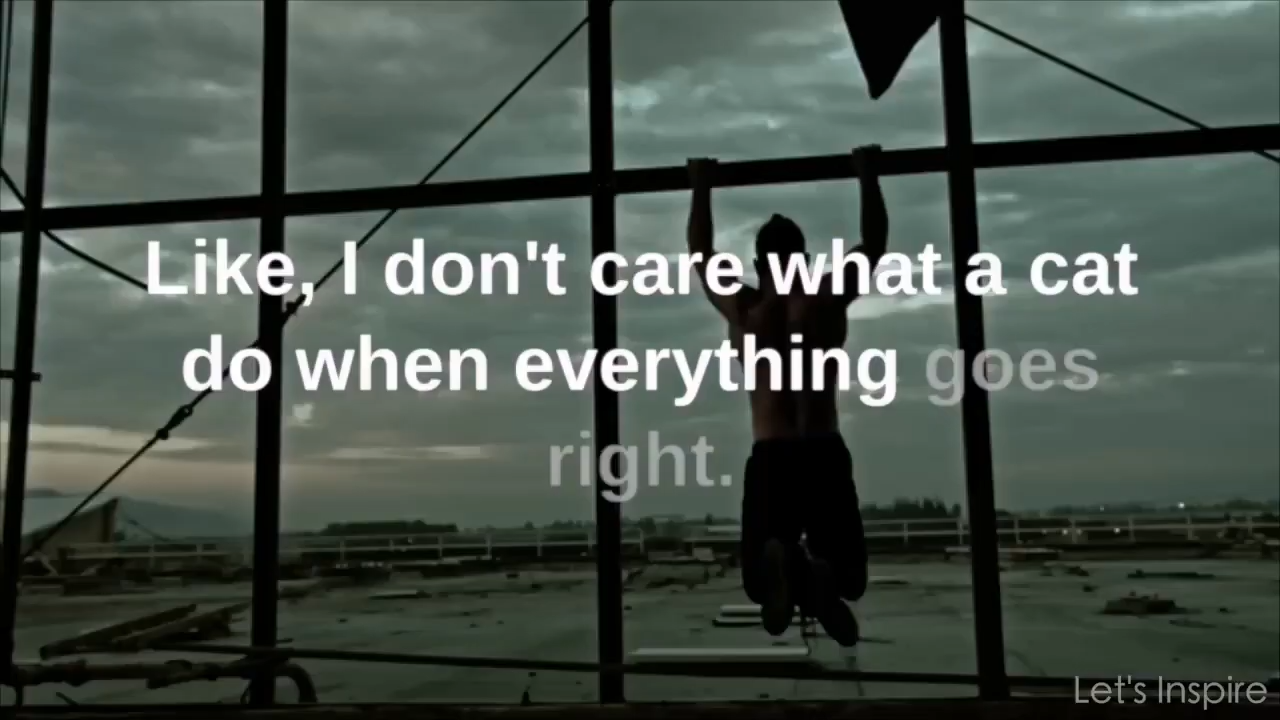 Like, I don't care what a cat
do when everything goes
right.
Let's Inspire